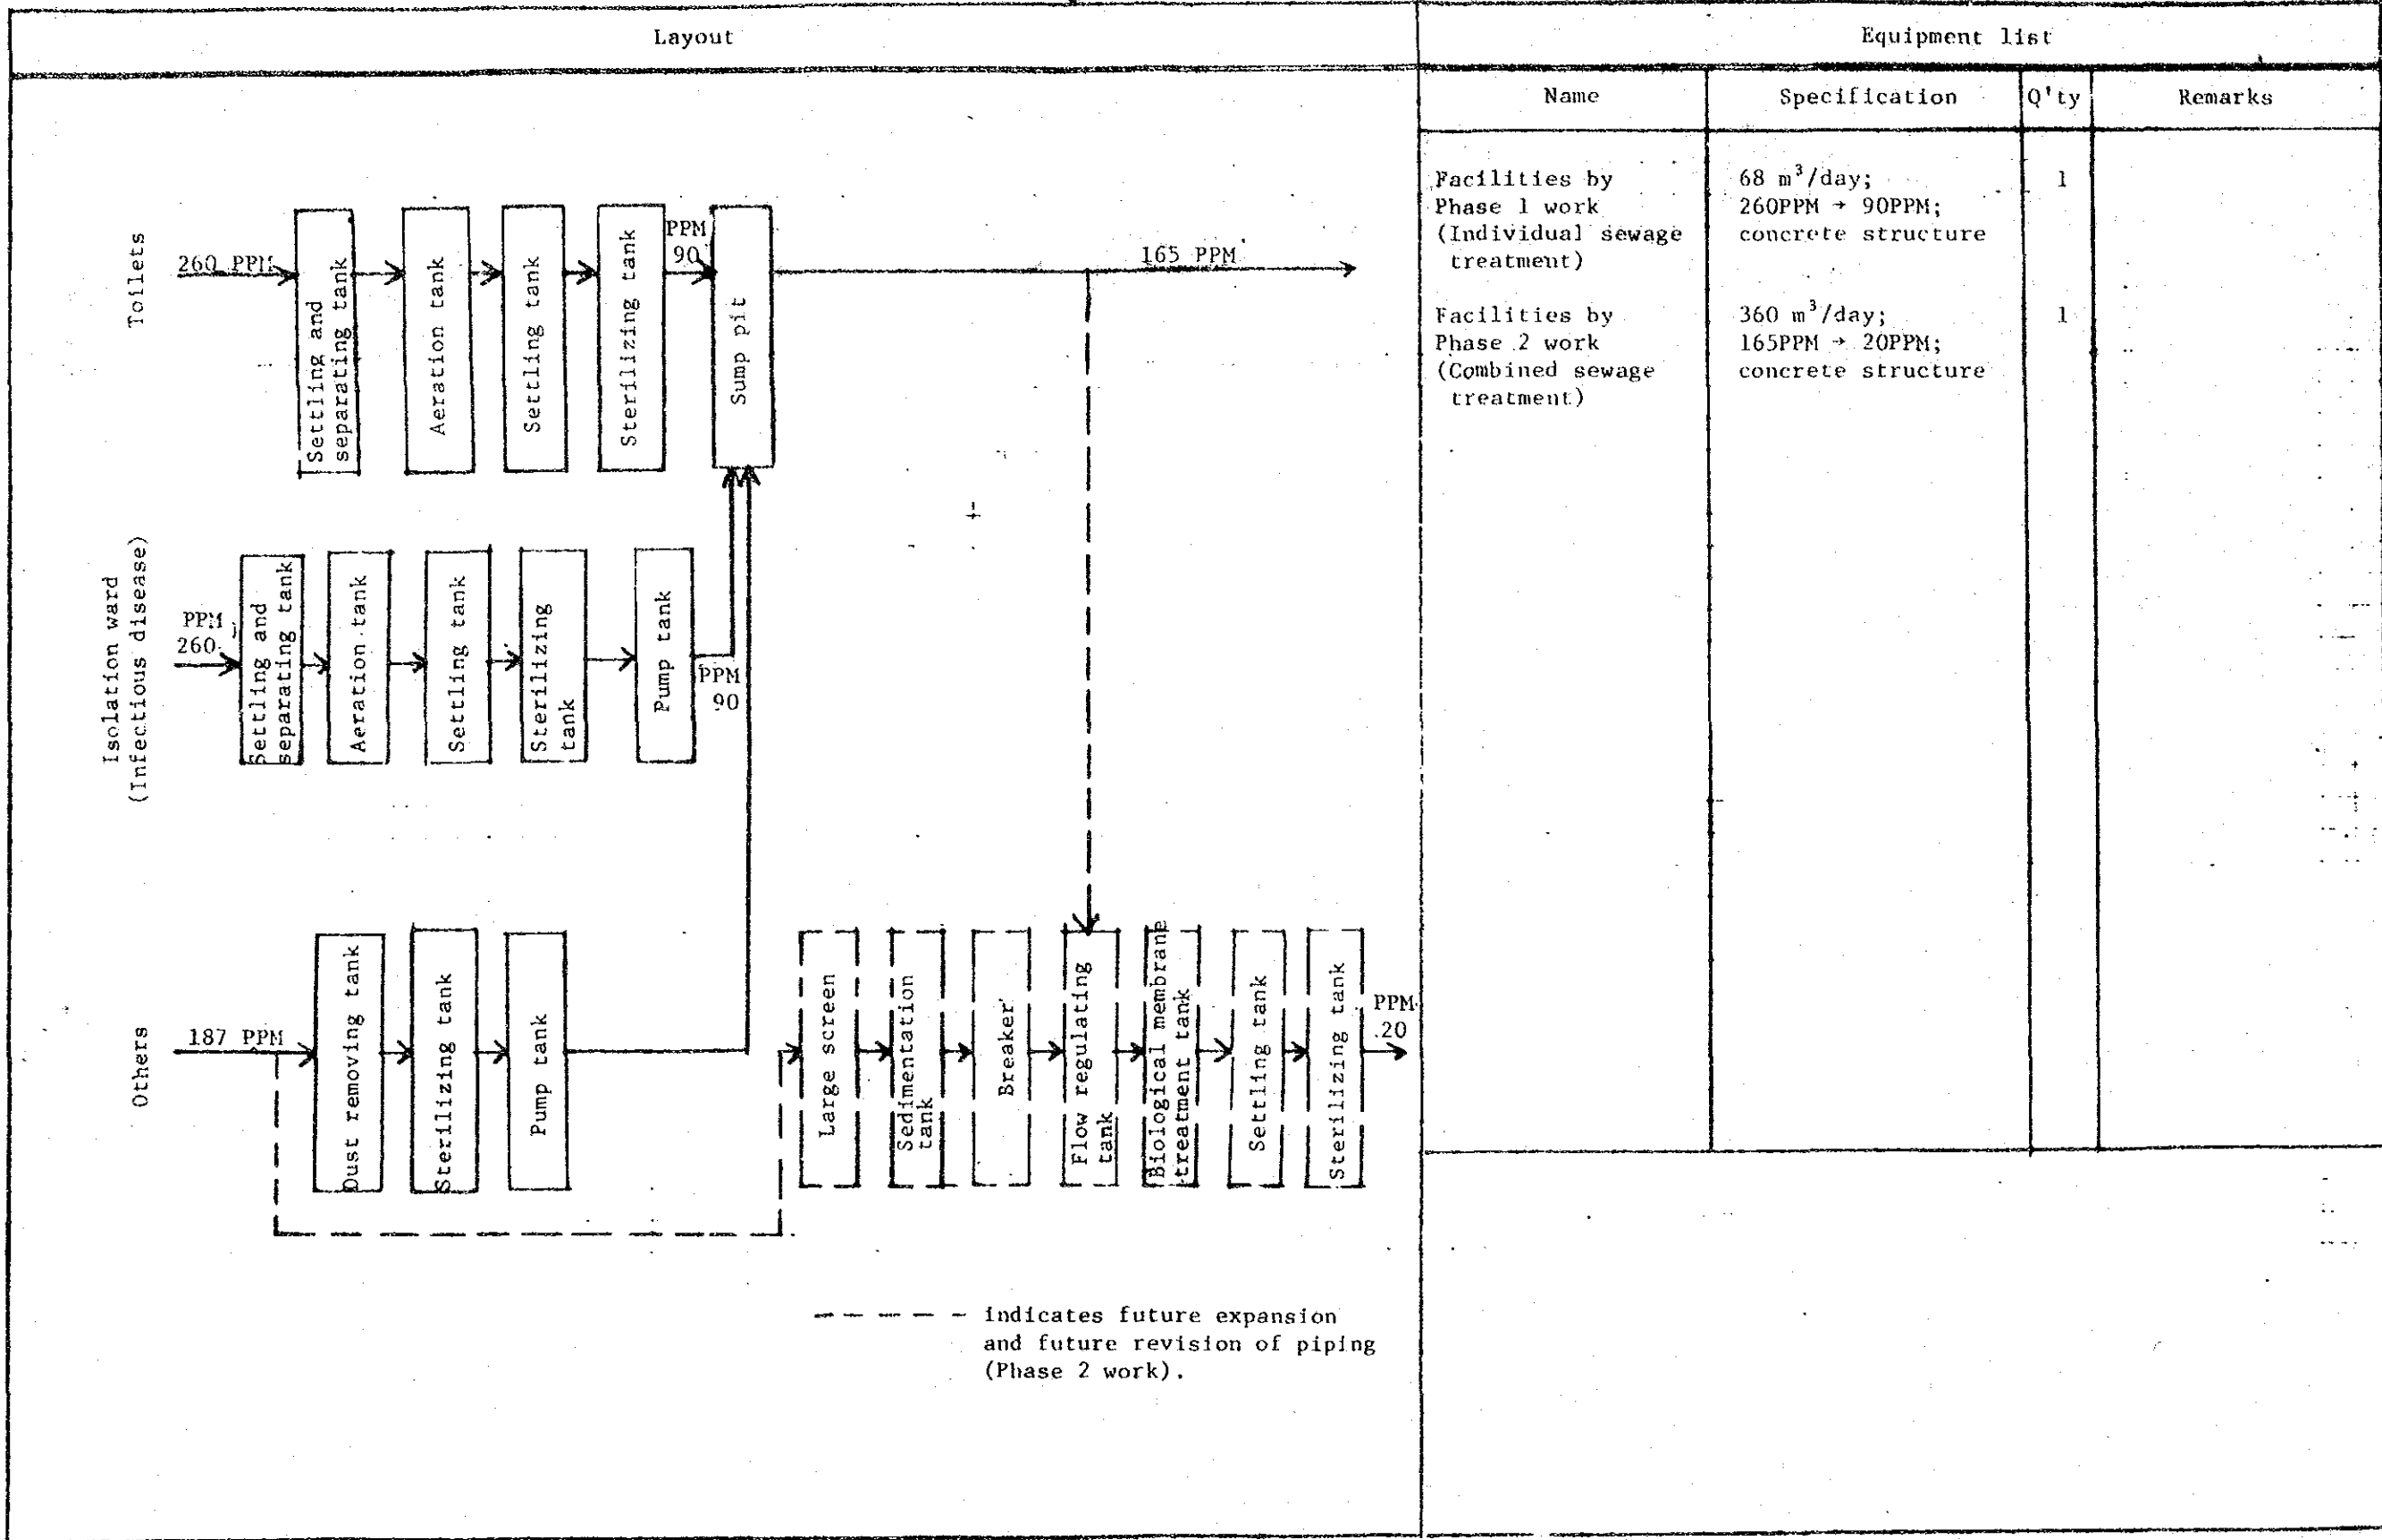 Layout
Equipment list
Name
Specification
Q'ty
Remarks
Facilities by
Phase 1 work
(Individual sewage
treatment)
68 m³/day;
260PPM → 90PPM;
concrete structure
1
Facilities by
Phase 2 work
(Combined sewage
treatment)
360 m³/day;
165PPM → 20PPM;
concrete structure
1
Toilets
260 PPM
Settling and
separating tank
Aeration tank
Settling tank
Sterilizing tank
PPM
90
Sump pit
165 PPM
Isolation ward
(Infectious disease)
PPM
260
Settling and
separating tank
Aeration tank
Settling tank
Sterilizing
tank
Pump tank
PPM
90
Others
187 PPM
Dust removing tank
Sterilizing tank
Pump tank
Large screen
Sedimentation
tank
Breaker
Flow regulating
tank
Biological membrane
treatment tank
Settling tank
Sterilizing tank
PPM
20
indicates future expansion
and future revision of piping
(Phase 2 work).